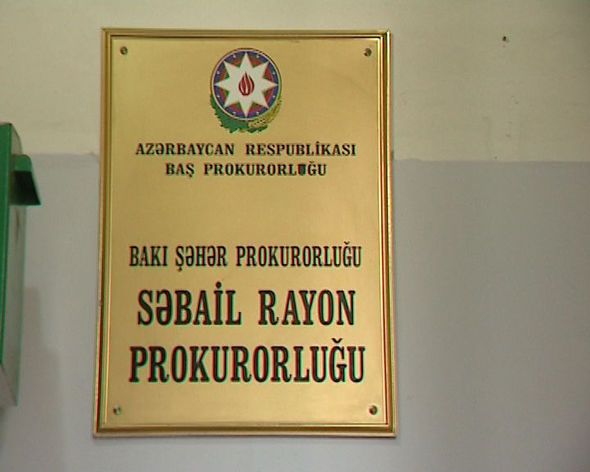 AZƏRBAYCAN RESPUBLİKASI
BAŞ PROKURORLUĞU
BAKI ŞƏHƏR PROKURORLUĞU
SƏBAİL RAYON
PROKURORLUĞU